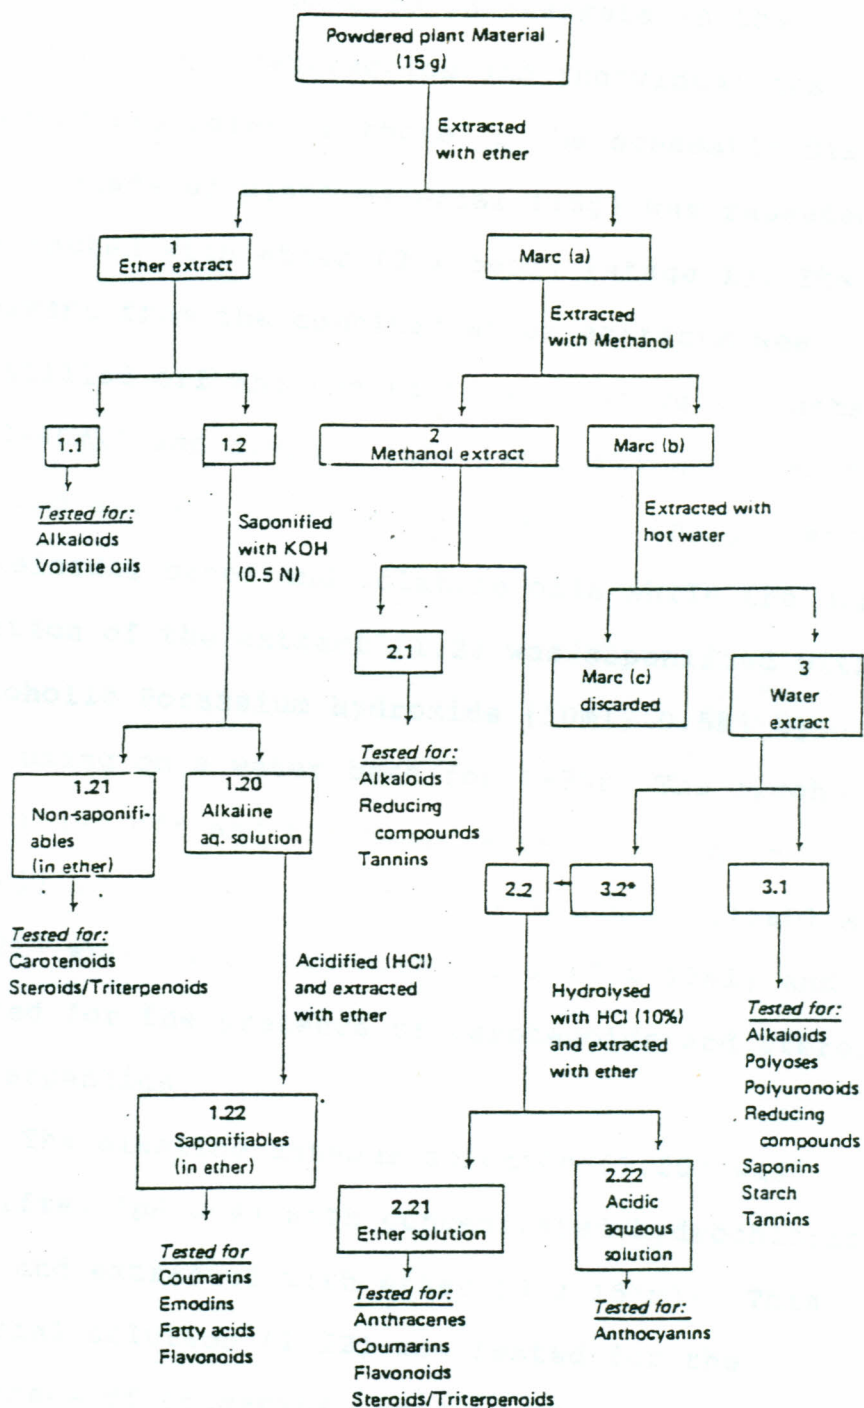 Powdered plant Material
(15 g)
Extracted
with ether
1
Ether extract
Marc (a)
Extracted
with Methanol
1.1
1.2
2
Methanol extract
Marc (b)
Tested for:
Alkaloids
Volatile oils
Saponified
with KOH
(0.5 N)
Extracted with
hot water
2.1
Marc (c)
discarded
3
Water
extract
Tested for:
Alkaloids
Reducing
compounds
Tannins
1.21
Non-saponifi-
ables
(in ether)
1.20
Alkaline
aq. solution
2.2
3.2*
3.1
Tested for:
Carotenoids
Steroids/Triterpenoids
Acidified (HCl)
and extracted
with ether
Hydrolysed
with HCl (10%)
and extracted
with ether
Tested for:
Alkaloids
Polyoses
Polyuronoids
Reducing
compounds
Saponins
Starch
Tannins
1.22
Saponifiables
(in ether)
2.21
Ether solution
2.22
Acidic
aqueous
solution
Tested for
Coumarins
Emodins
Fatty acids
Flavonoids
Tested for:
Anthracenes
Coumarins
Flavonoids
Steroids/Triterpenoids
Tested for:
Anthocyanins